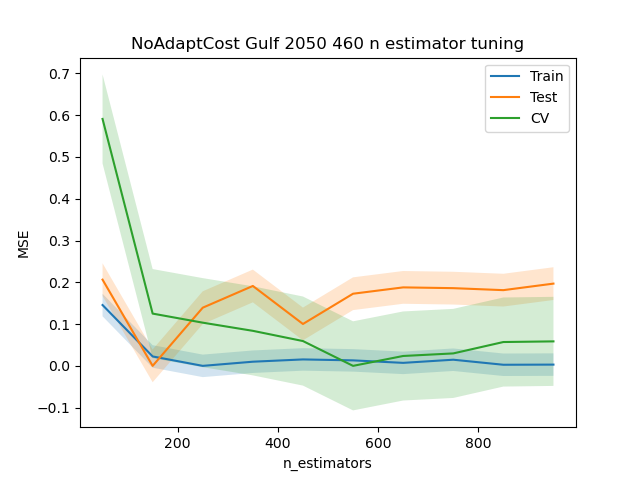 NoAdaptCost Gulf 2050 460 n estimator tuning
Train
Test
CV
MSE
0.7
0.6
0.5
0.4
0.3
0.2
0.1
0.0
−0.1
200 400 600 800
n_estimators